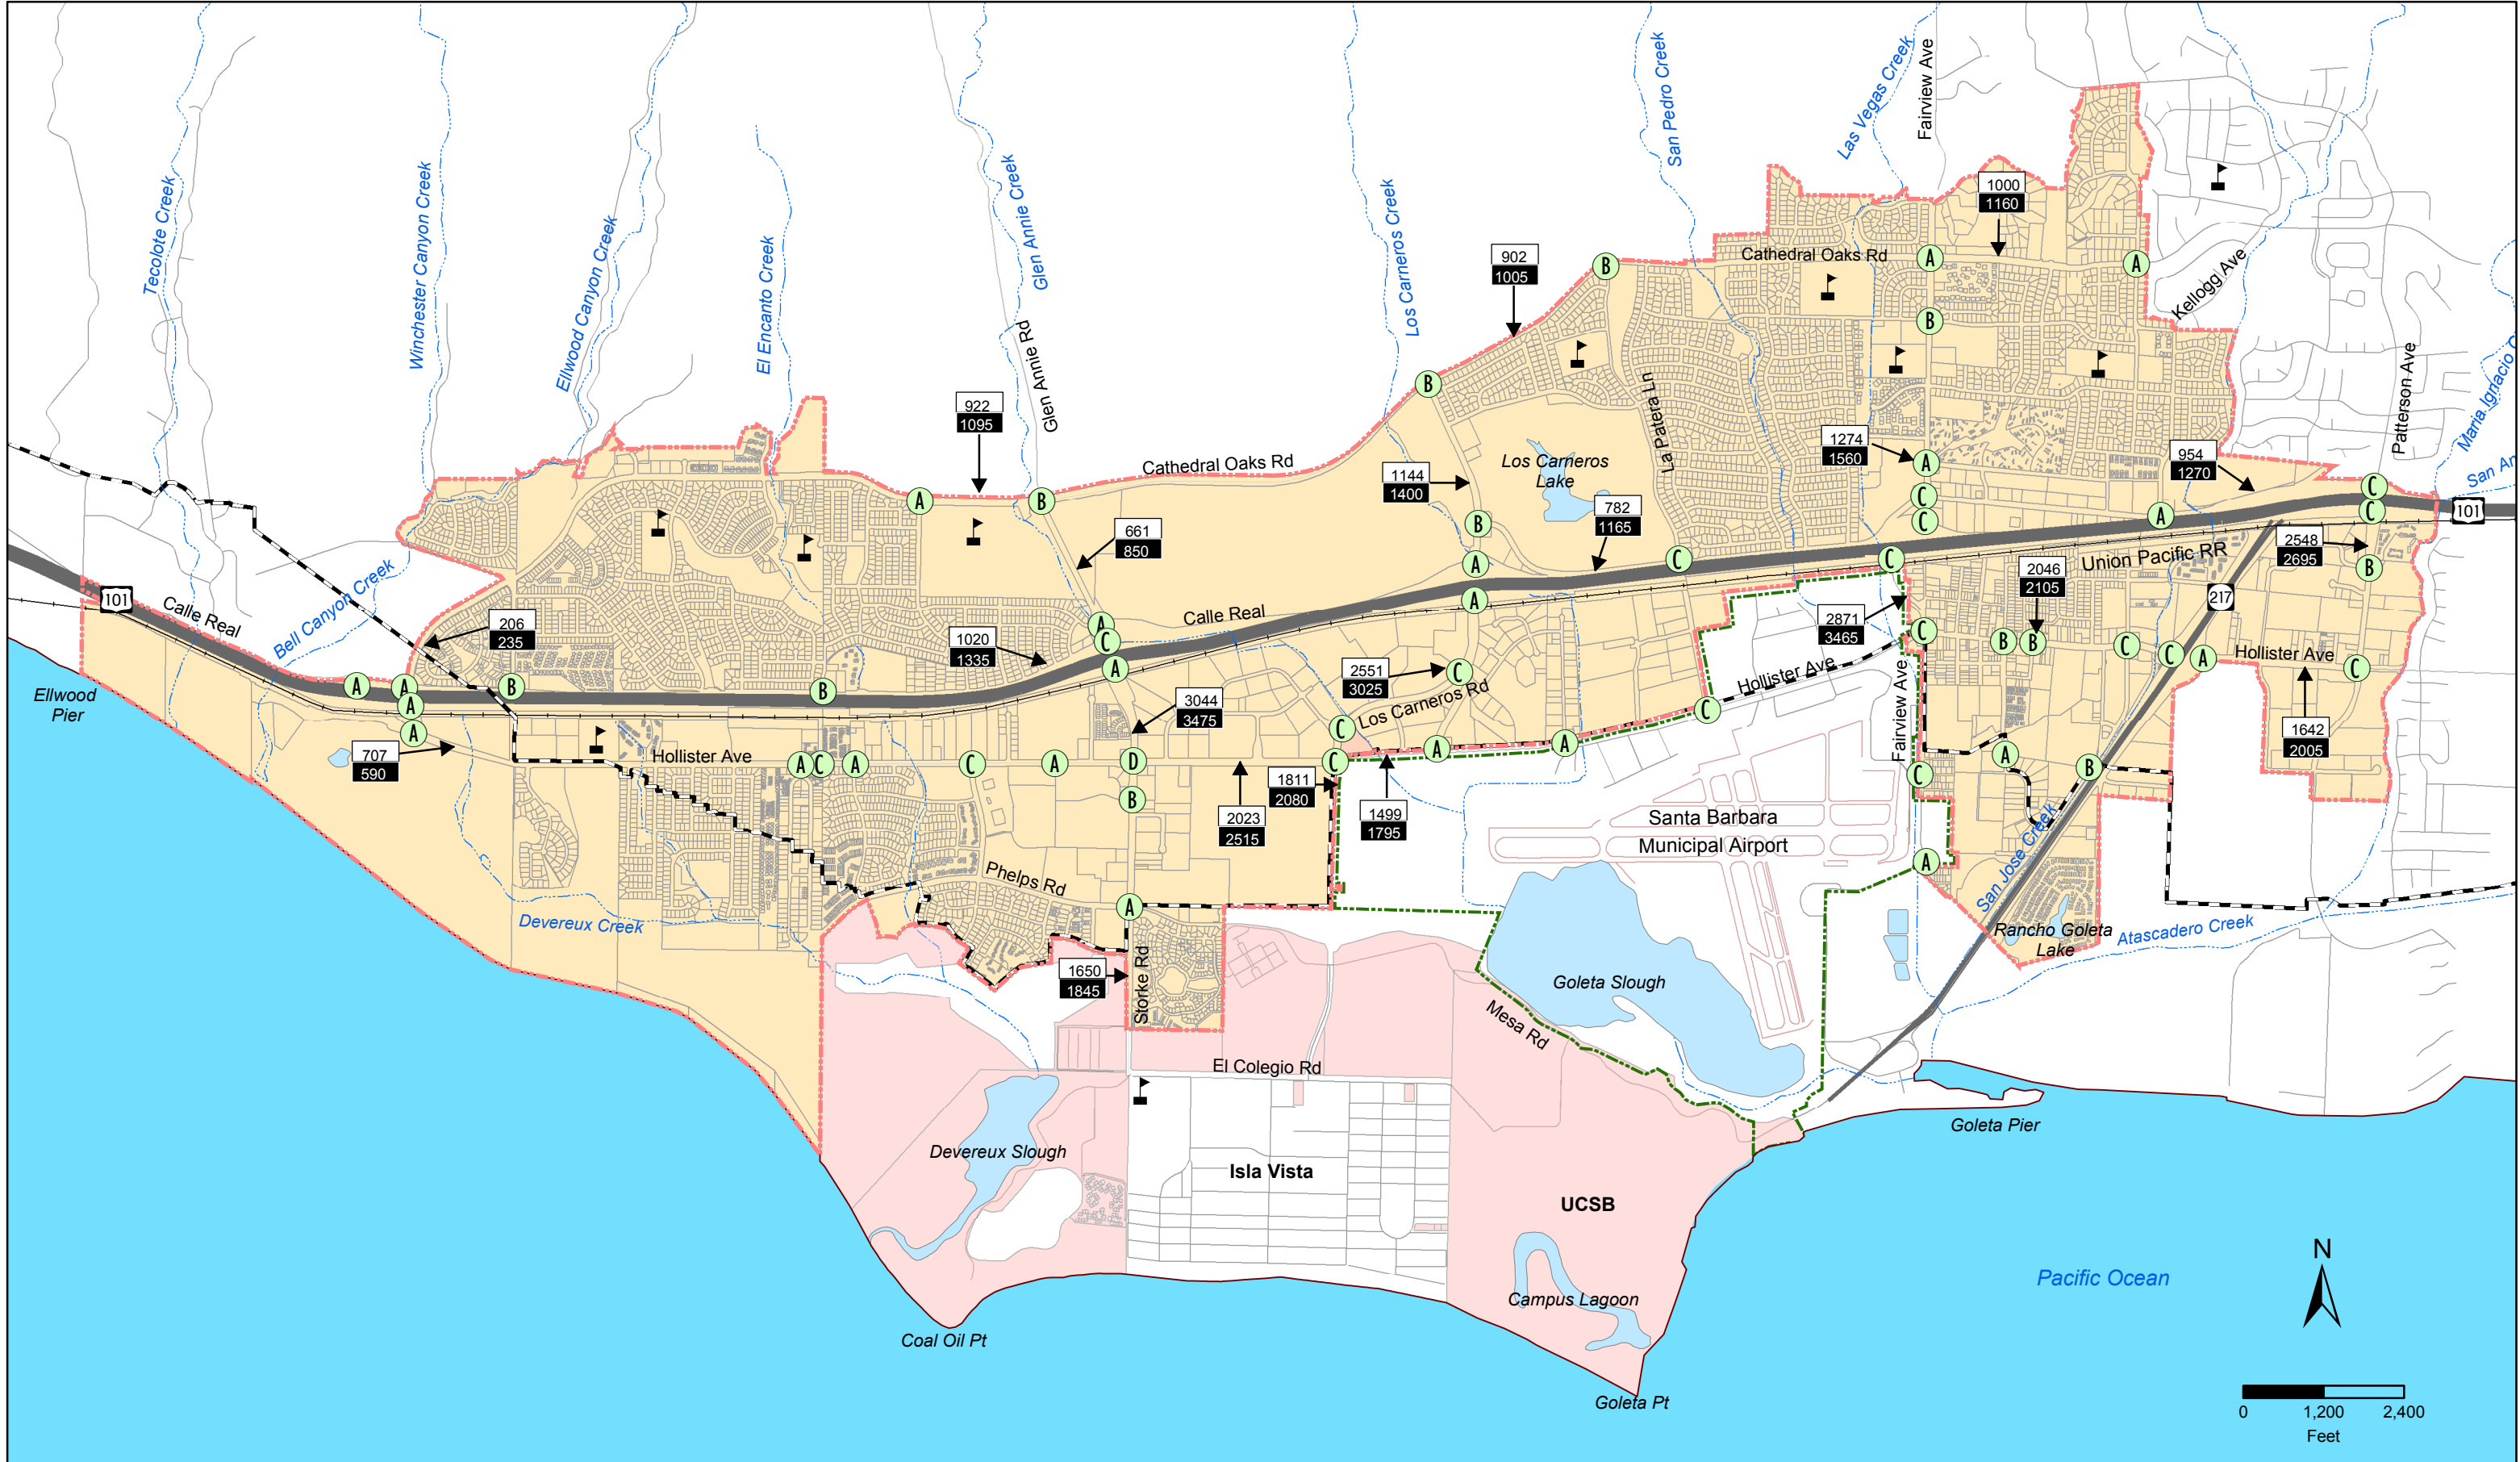 Tecolote Creek
Winchester Canyon Creek
Ellwood Canyon Creek
El Encanto Creek
Glen Annie Creek
Glen Annie Rd
Los Carneros Creek
San Pedro Creek
Las Vegas Creek
Fairview Ave
1000
1160
902
1005
B
Cathedral Oaks Rd
A
A
B
Kellogg Ave
Patterson Ave
Maria Ignacio C
San An
B
La Patera Ln
922
1095
Cathedral Oaks Rd
A
B
1144
1400
Los Carneros
Lake
1274
1560
A
C
C
954
1270
C
C
101
A
B
782
1165
661
850
A
C
C
2548
2695
B
Union Pacific RR
2046
2105
217
101
Calle Real
Bell Canyon Creek
206
235
1020
1335
A
C
A
Calle Real
A
2871
3465
C
B
B
C
C
A
Hollister Ave
C
2551
3025
C
Los Carneros Rd
Hollister Ave
Fairview Ave
Ellwood
Pier
A
A
A
A
B
B
3044
3475
C
C
1642
2005
707
590
Hollister Ave
A
C
A
C
A
D
B
C
A
A
A
B
C
1811
2080
2023
2515
1499
1795
Santa Barbara
Municipal Airport
A
San Jose Creek
Phelps Rd
A
Devereux Creek
Rancho Goleta
Lake
Atascadero Creek
1650
1845
Storke Rd
Goleta Slough
Mesa Rd
El Colegio Rd
Goleta Pier
Devereux Slough
Isla Vista
UCSB
N
Pacific Ocean
Campus Lagoon
Coal Oil Pt
Goleta Pt
0 1,200 2,400
Feet